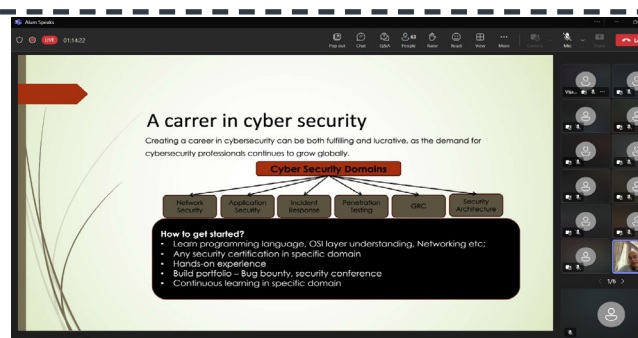 Alum Speaks
LIVE 01:14:22
Pop out Chat Q&A People 63 Raise React View More Camera Mic Share
A carrer in cyber security
Creating a career in cybersecurity can be both fulfilling and lucrative, as the demand for
cybersecurity professionals continues to grow globally.
Cyber Security Domains
Network
Security
Application
Security
Incident
Response
Penetration
Testing
GRC
Security
Architecture
How to get started?
• Learn programming language, OSI layer understanding, Networking etc;
• Any security certification in specific domain
• Hands-on experience
• Build portfolio – Bug bounty, security conference
• Continuous learning in specific domain
1/6